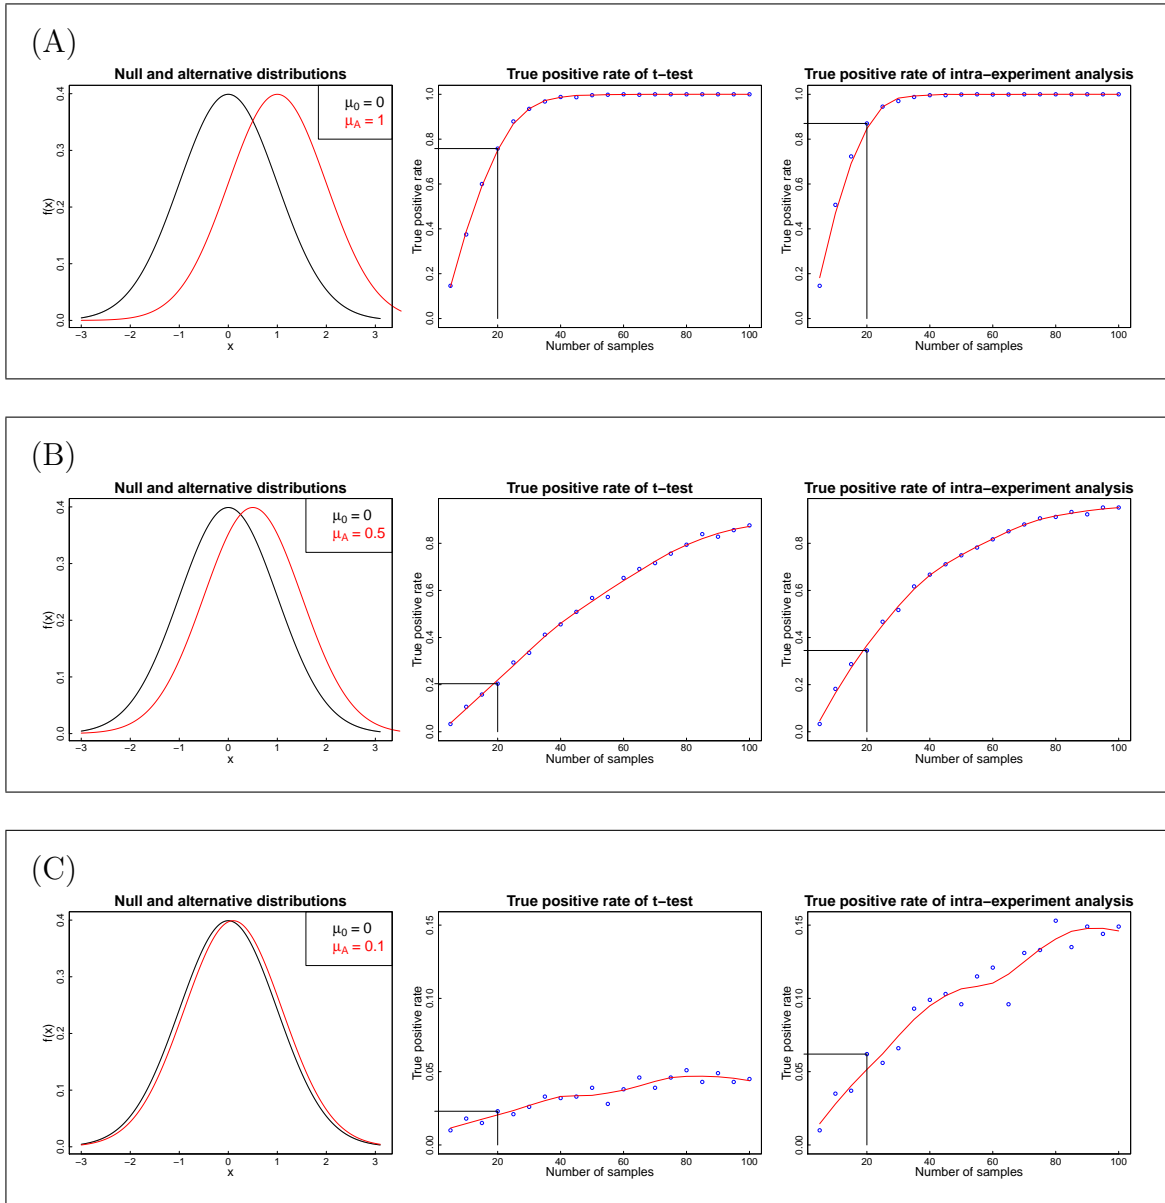 (A)
Null and alternative distributions
μ0 = 0
μA = 1
f(x)
0.0 0.1 0.2 0.3 0.4
−3 −2 −1 0 1 2 3
x
True positive rate of t−test
True positive rate
0.0 0.2 0.4 0.6 0.8 1.0
20 40 60 80 100
Number of samples
True positive rate of intra−experiment analysis
True positive rate
0.0 0.2 0.4 0.6 0.8 1.0
20 40 60 80 100
Number of samples
(B)
Null and alternative distributions
μ0 = 0
μA = 0.5
f(x)
0.0 0.1 0.2 0.3 0.4
−3 −2 −1 0 1 2 3
x
True positive rate of t−test
True positive rate
0.0 0.2 0.4 0.6 0.8
20 40 60 80 100
Number of samples
True positive rate of intra−experiment analysis
True positive rate
0.0 0.2 0.4 0.6 0.8
20 40 60 80 100
Number of samples
(C)
Null and alternative distributions
μ0 = 0
μA = 0.1
f(x)
0.0 0.1 0.2 0.3 0.4
−3 −2 −1 0 1 2 3
x
True positive rate of t−test
True positive rate
0.00 0.05 0.10 0.15
20 40 60 80 100
Number of samples
True positive rate of intra−experiment analysis
True positive rate
0.00 0.05 0.10 0.15
20 40 60 80 100
Number of samples